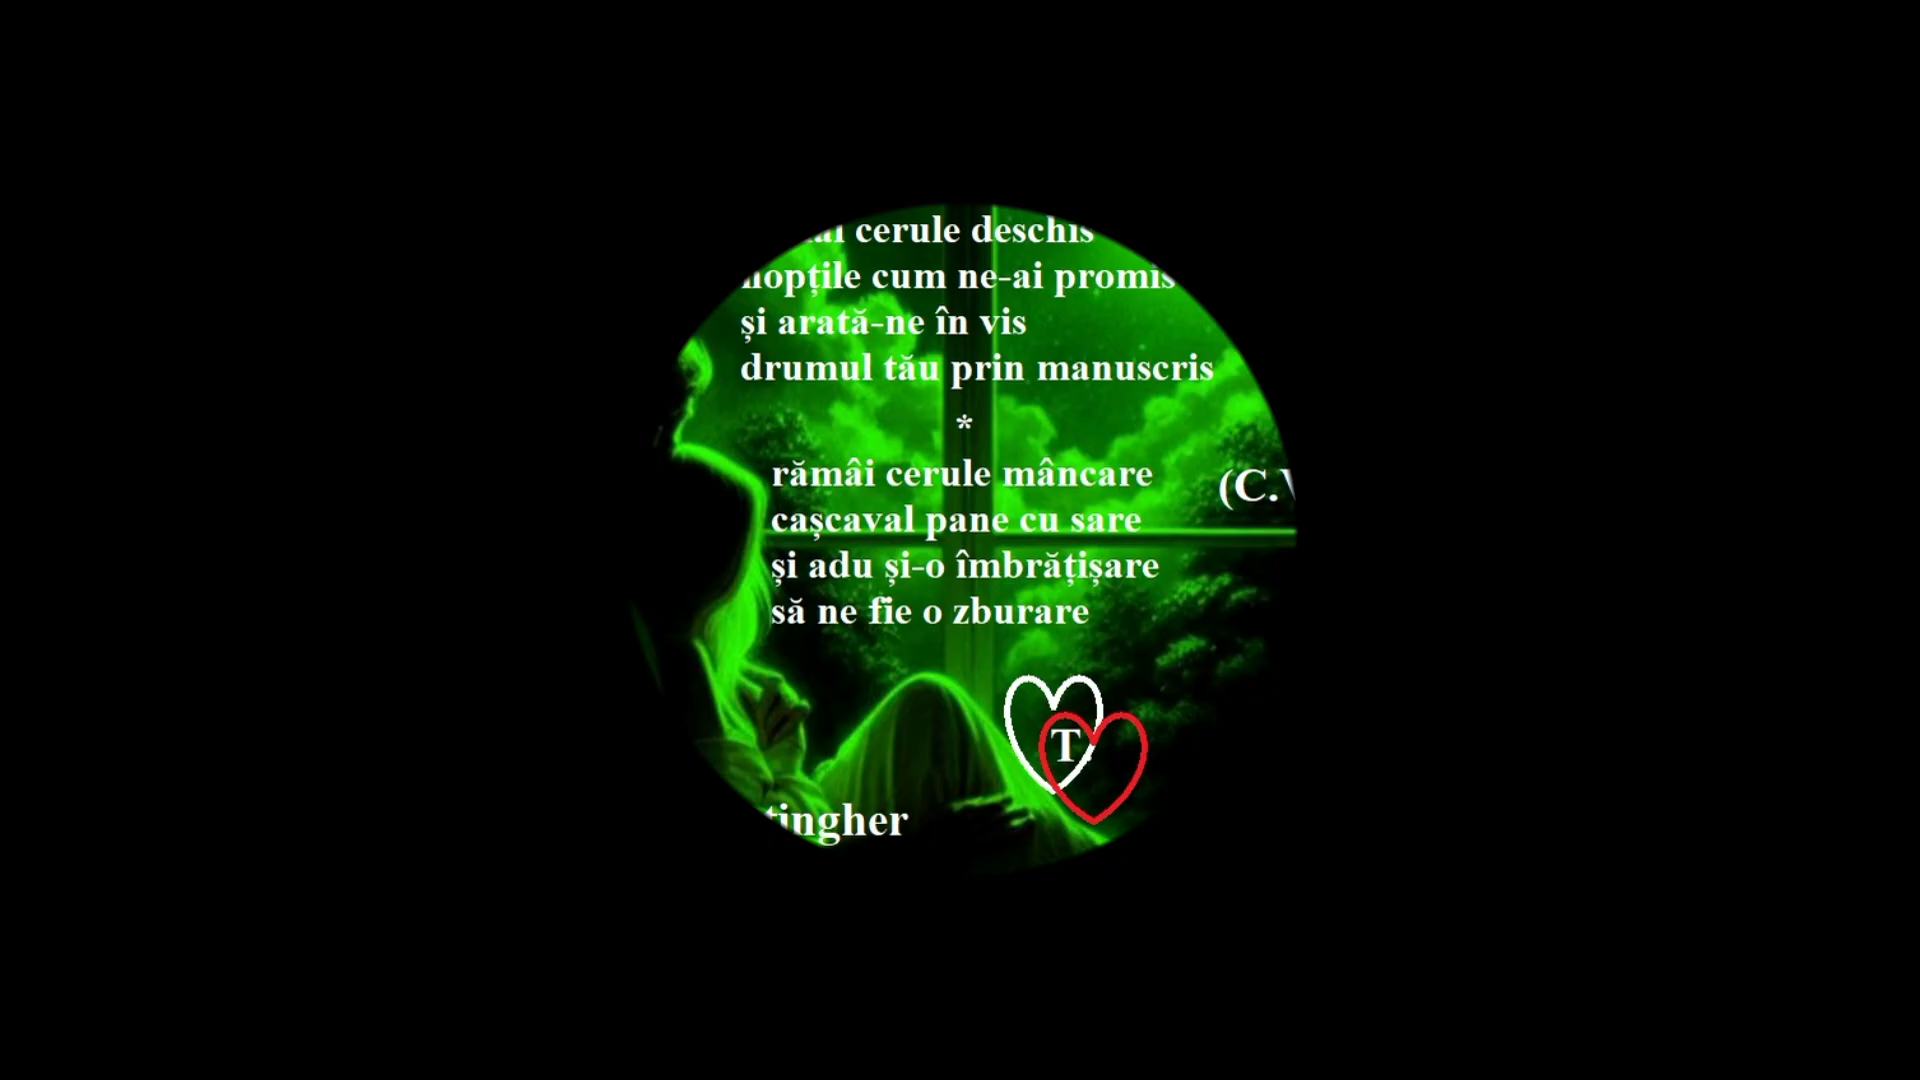 cerule deschis
nopțile cum ne-ai promis
și arată-ne în vis
drumul tău prin manuscris
*
rămâi cerule mâncare
cașcaval pane cu sare
și adu și-o îmbrățișare
să ne fie o zburare
(C.V
T.
tingher